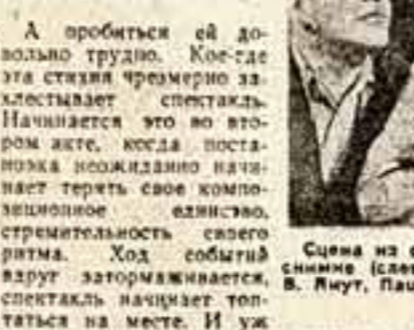 А пробиться ей до-
вольно трудно. Кое-где
эта стихия чрезмерно за-
хлестывает спектакль.
Начинается это во вто-
ром акте, когда поста-
новка неожиданно начи-
нает терять свое компо-
зиционное единство,
стремительность своего
ритма. Ход событий
вдруг затормаживается,
спектакль начинает топ-
таться на месте. И уж
Сцена из
снимке (сле
В. Якут, Паш